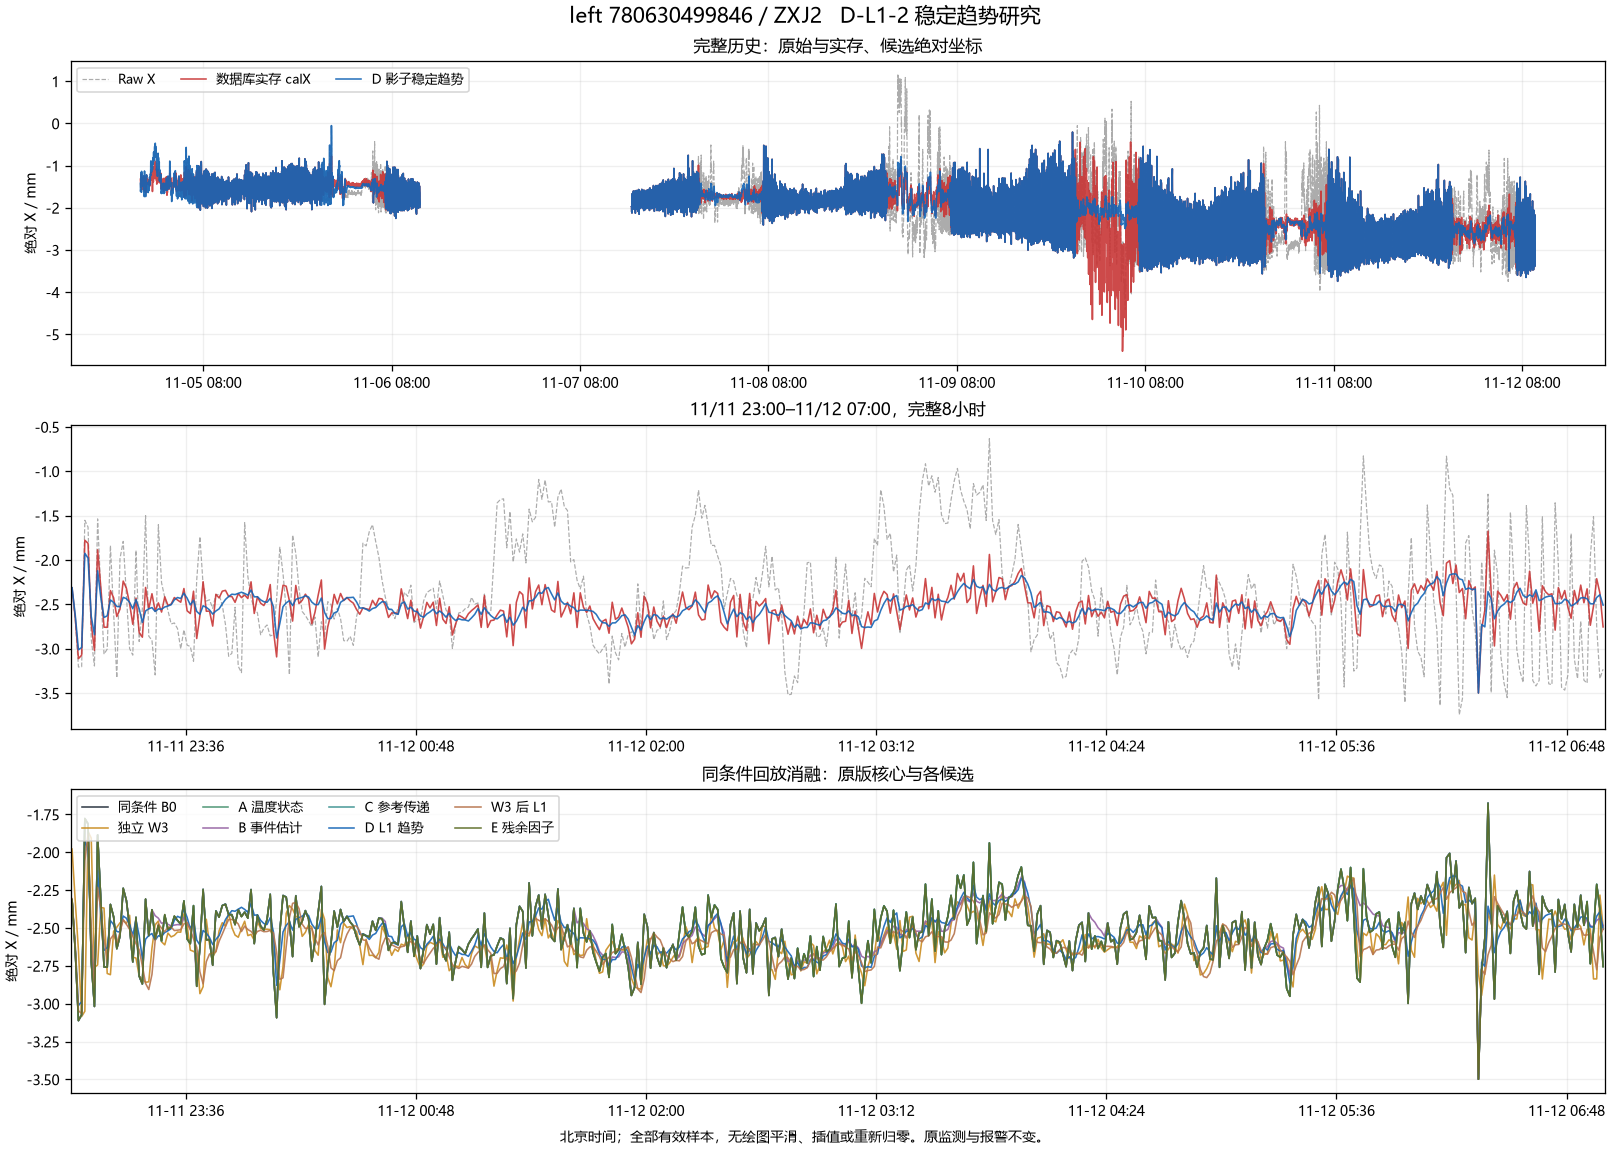 left 780630499846 / ZXJ2   D-L1-2 稳定趋势研究
完整历史：原始与实存、候选绝对坐标
Raw X
数据库实存 calX
D 影子稳定趋势
绝对 X / mm
1
0
-1
-2
-3
-4
-5
11-05 08:00
11-06 08:00
11-07 08:00
11-08 08:00
11-09 08:00
11-10 08:00
11-11 08:00
11-12 08:00
11/11 23:00–11/12 07:00，完整8小时
绝对 X / mm
-0.5
-1.0
-1.5
-2.0
-2.5
-3.0
-3.5
11-11 23:36
11-12 00:48
11-12 02:00
11-12 03:12
11-12 04:24
11-12 05:36
11-12 06:48
同条件回放消融：原版核心与各候选
同条件 B0
A 温度状态
C 参考传递
W3 后 L1
独立 W3
B 事件估计
D L1 趋势
E 残余因子
绝对 X / mm
-1.75
-2.00
-2.25
-2.50
-2.75
-3.00
-3.25
-3.50
11-11 23:36
11-12 00:48
11-12 02:00
11-12 03:12
11-12 04:24
11-12 05:36
11-12 06:48
北京时间；全部有效样本，无绘图平滑、插值或重新归零。原监测与报警不变。